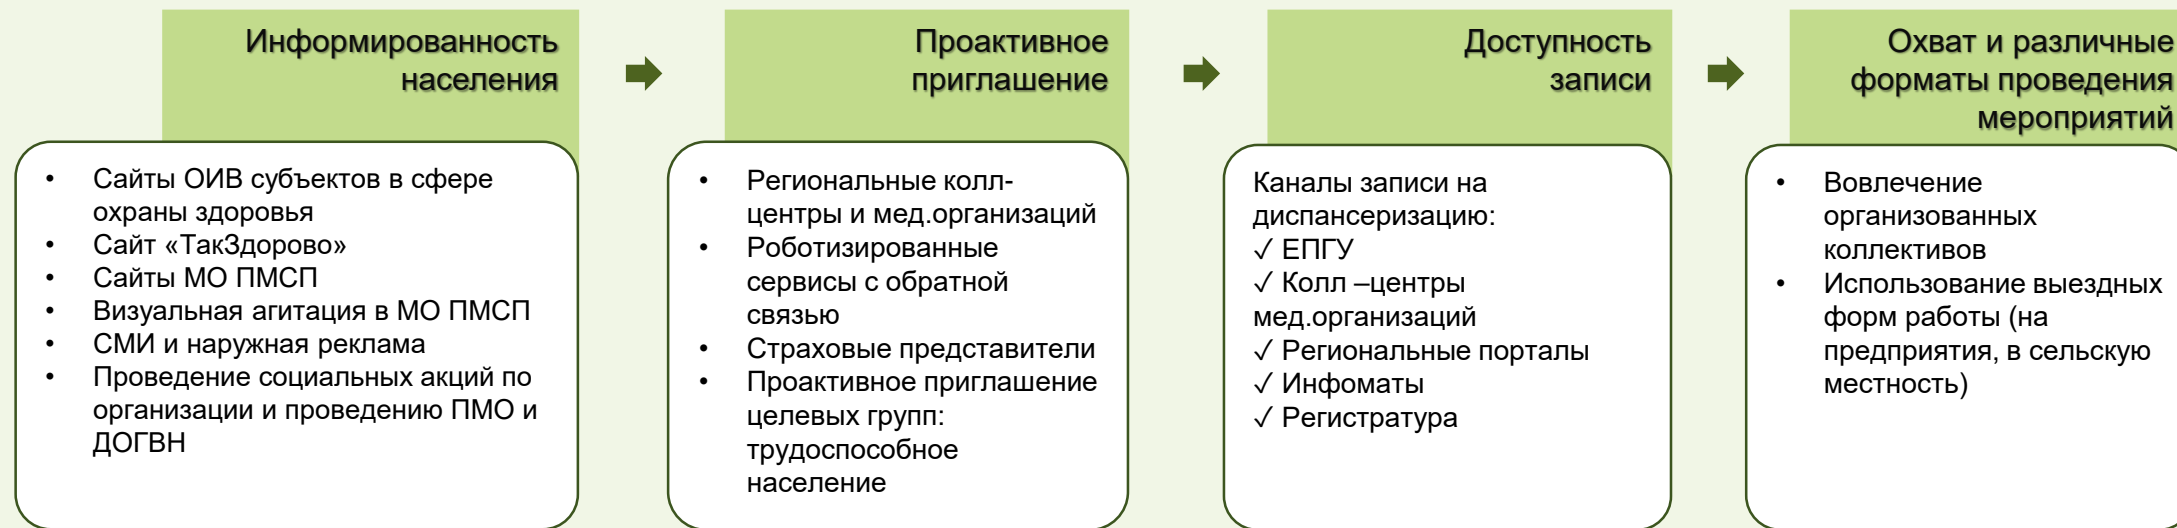 Информированность
населения
• Сайты ОИВ субъектов в сфере
охраны здоровья
• Сайт «ТакЗдорово»
• Сайты МО ПМСП
• Визуальная агитация в МО ПМСП
• СМИ и наружная реклама
• Проведение социальных акций по
организации и проведению ПМО и
ДОГВН
Проактивное
приглашение
• Региональные колл-
центры и мед.организаций
• Роботизированные
сервисы с обратной
связью
• Страховые представители
• Проактивное приглашение
целевых групп:
трудоспособное
население
Доступность
записи
Каналы записи на
диспансеризацию:
✓ ЕПГУ
✓ Колл –центры
мед.организаций
✓ Региональные порталы
✓ Инфоматы
✓ Регистратура
Охват и различные
форматы проведения
мероприятий
• Вовлечение
организованных
коллективов
• Использование выездных
форм работы (на
предприятия, в сельскую
местность)